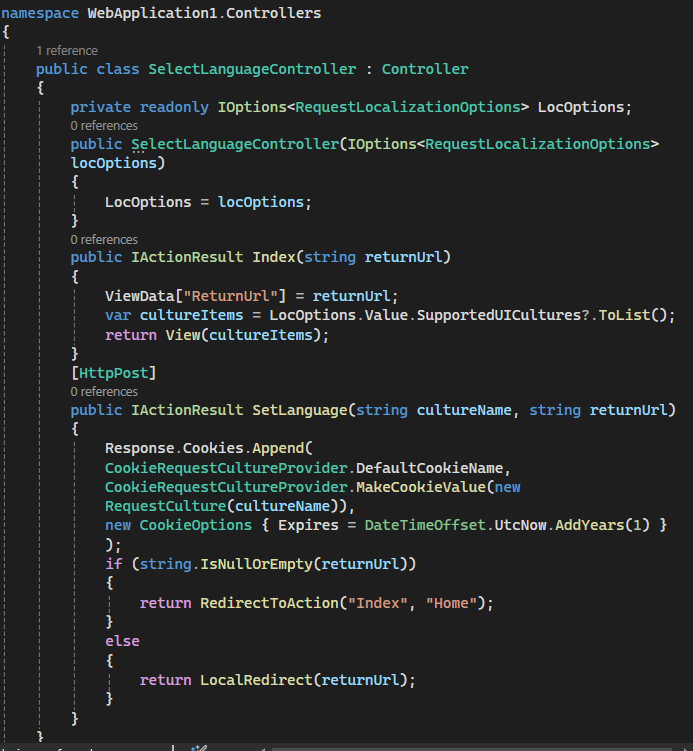 namespace WebApplication1.Controllers
{
1 reference
public class SelectLanguageController : Controller
{
private readonly IOptions<RequestLocalizationOptions> LocOptions;
0 references
public SelectLanguageController(IOptions<RequestLocalizationOptions>
locOptions)
{
LocOptions = locOptions;
}
0 references
public IActionResult Index(string returnUrl)
{
ViewData["ReturnUrl"] = returnUrl;
var cultureItems = LocOptions.Value.SupportedUICultures?.ToList();
return View(cultureItems);
}
[HttpPost]
0 references
public IActionResult SetLanguage(string cultureName, string returnUrl)
{
Response.Cookies.Append(
CookieRequestCultureProvider.DefaultCookieName,
CookieRequestCultureProvider.MakeCookieValue(new
RequestCulture(cultureName)),
new CookieOptions { Expires = DateTimeOffset.UtcNow.AddYears(1) }
);
if (string.IsNullOrEmpty(returnUrl))
{
return RedirectToAction("Index", "Home");
}
else
{
return LocalRedirect(returnUrl);
}
}
}